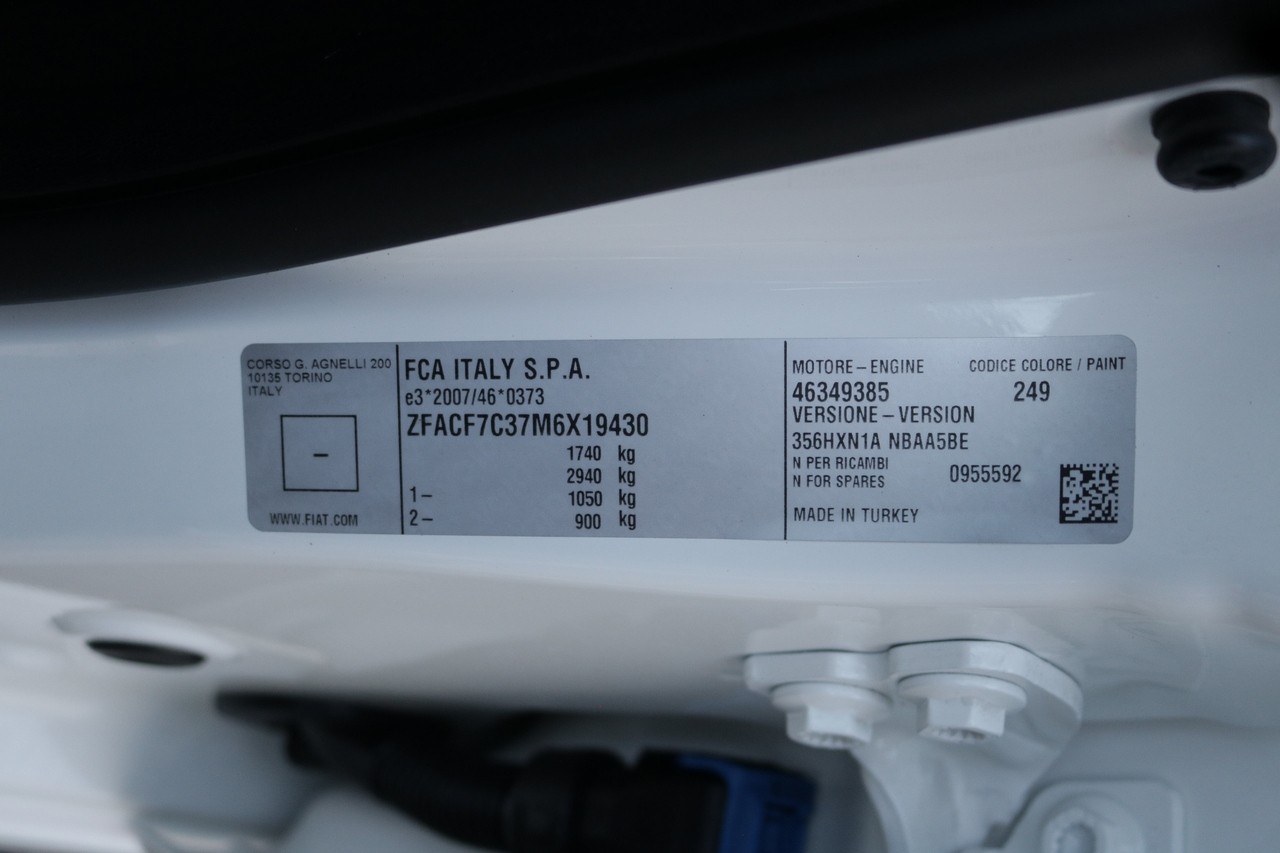 CORSO G. AGNELLI 200
10135 TORINO
ITALY
-
WWW.FIAT.COM
FCA ITALY S.P.A.
e3*2007/46*0373
ZFACF7C37M6X19430
1740 kg
2940 kg
1– 1050 kg
2– 900 kg
MOTORE – ENGINE CODICE COLORE / PAINT
46349385 249
VERSIONE – VERSION
356HXN1A NBAA5BE
N PER RICAMBI
N FOR SPARES 0955592
MADE IN TURKEY